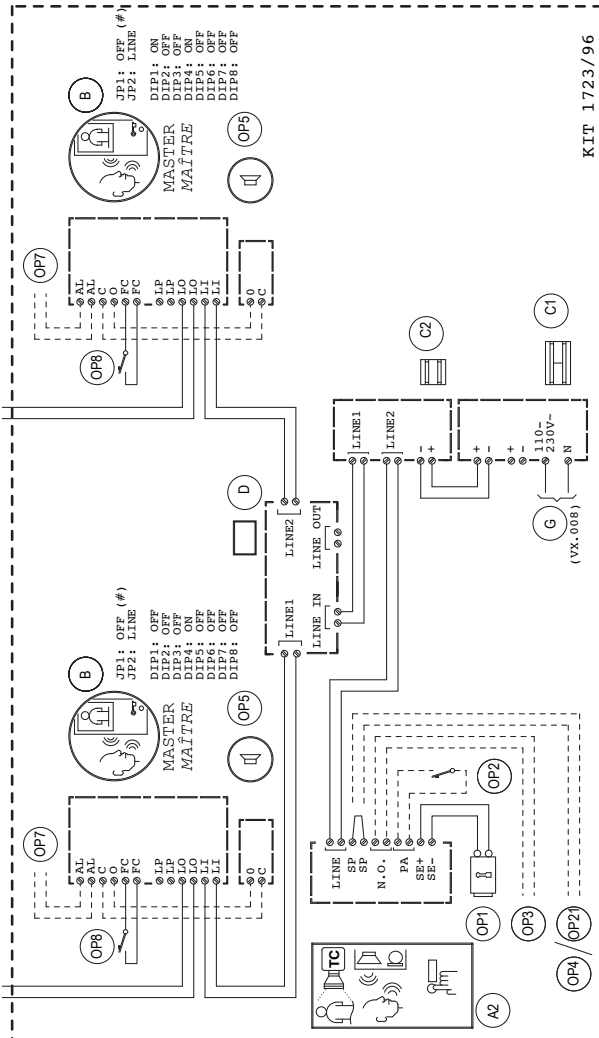 OP7
OP8
AL
AL
C
O
FC
FC
LP
LP
LO
LO
LI
LI
0
C
B
MASTER
MAÎTRE
OP5
JP1: OFF (#)
JP2: LINE
DIP1: OFF
DIP2: OFF
DIP3: OFF
DIP4: ON
DIP5: OFF
DIP6: OFF
DIP7: OFF
DIP8: OFF
OP7
OP8
AL
AL
C
O
FC
FC
LP
LP
LO
LO
LI
LI
0
C
B
MASTER
MAÎTRE
OP5
JP1: OFF (#)
JP2: LINE
DIP1: ON
DIP2: OFF
DIP3: OFF
DIP4: ON
DIP5: OFF
DIP6: OFF
DIP7: OFF
DIP8: OFF
D
LINE1
LINE2
LINE IN
LINE OUT
TC
A2
LINE
SP
SP
N.O.
PA
SE+
SE-
OP1
OP2
OP3
OP4 / OP21
LINE1
LINE2
-
+
C2
+
-
+
-
110-
230V~
N
C1
G
(VX.008)
KIT 1723/96